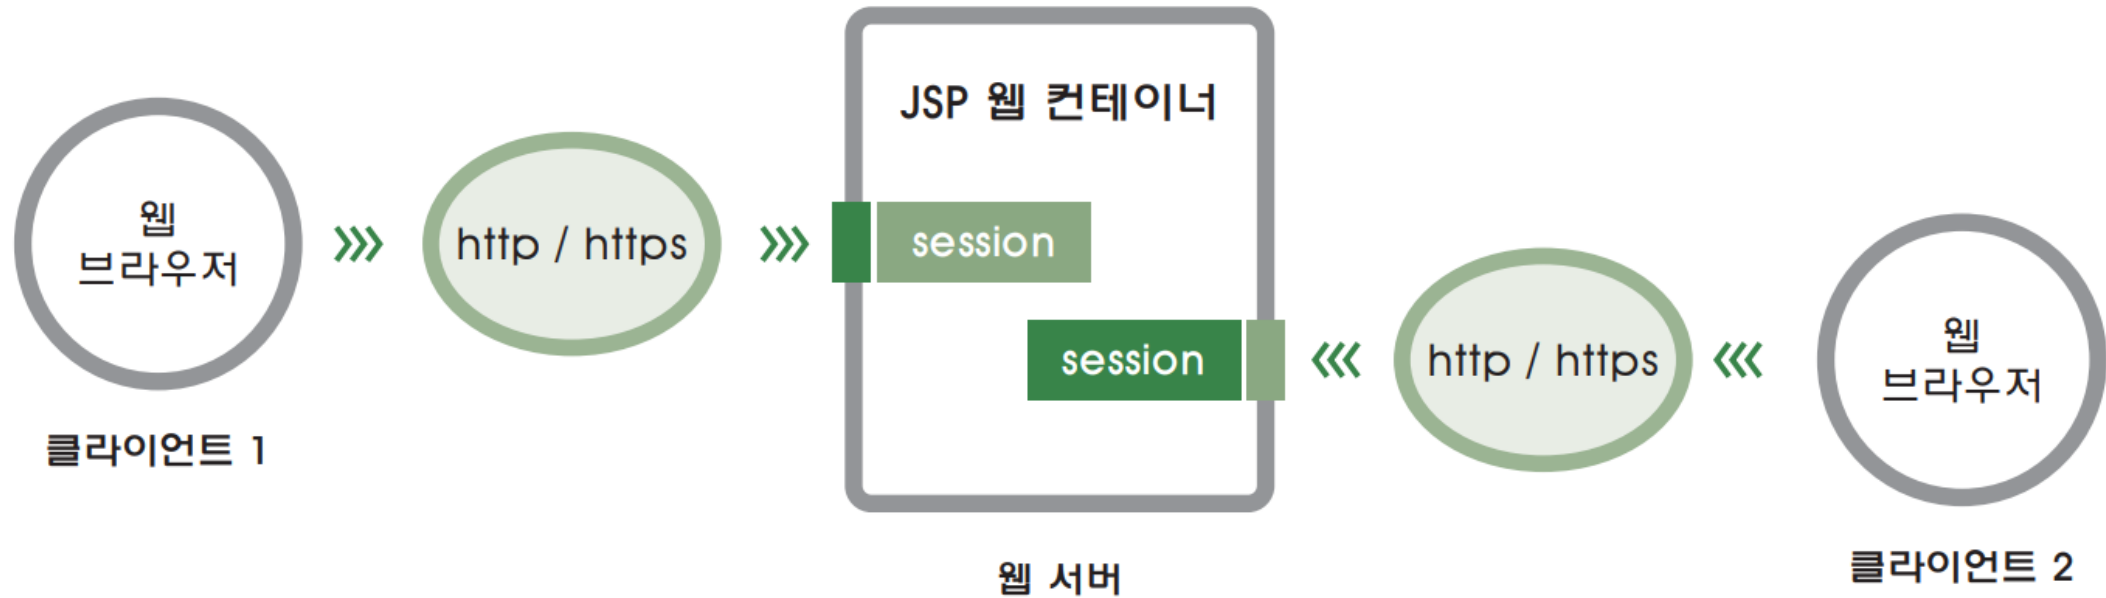 JSP 웹 컨테이너
웹
브라우저
http / https
session
session
http / https
웹
브라우저
클라이언트 1
웹 서버
클라이언트 2